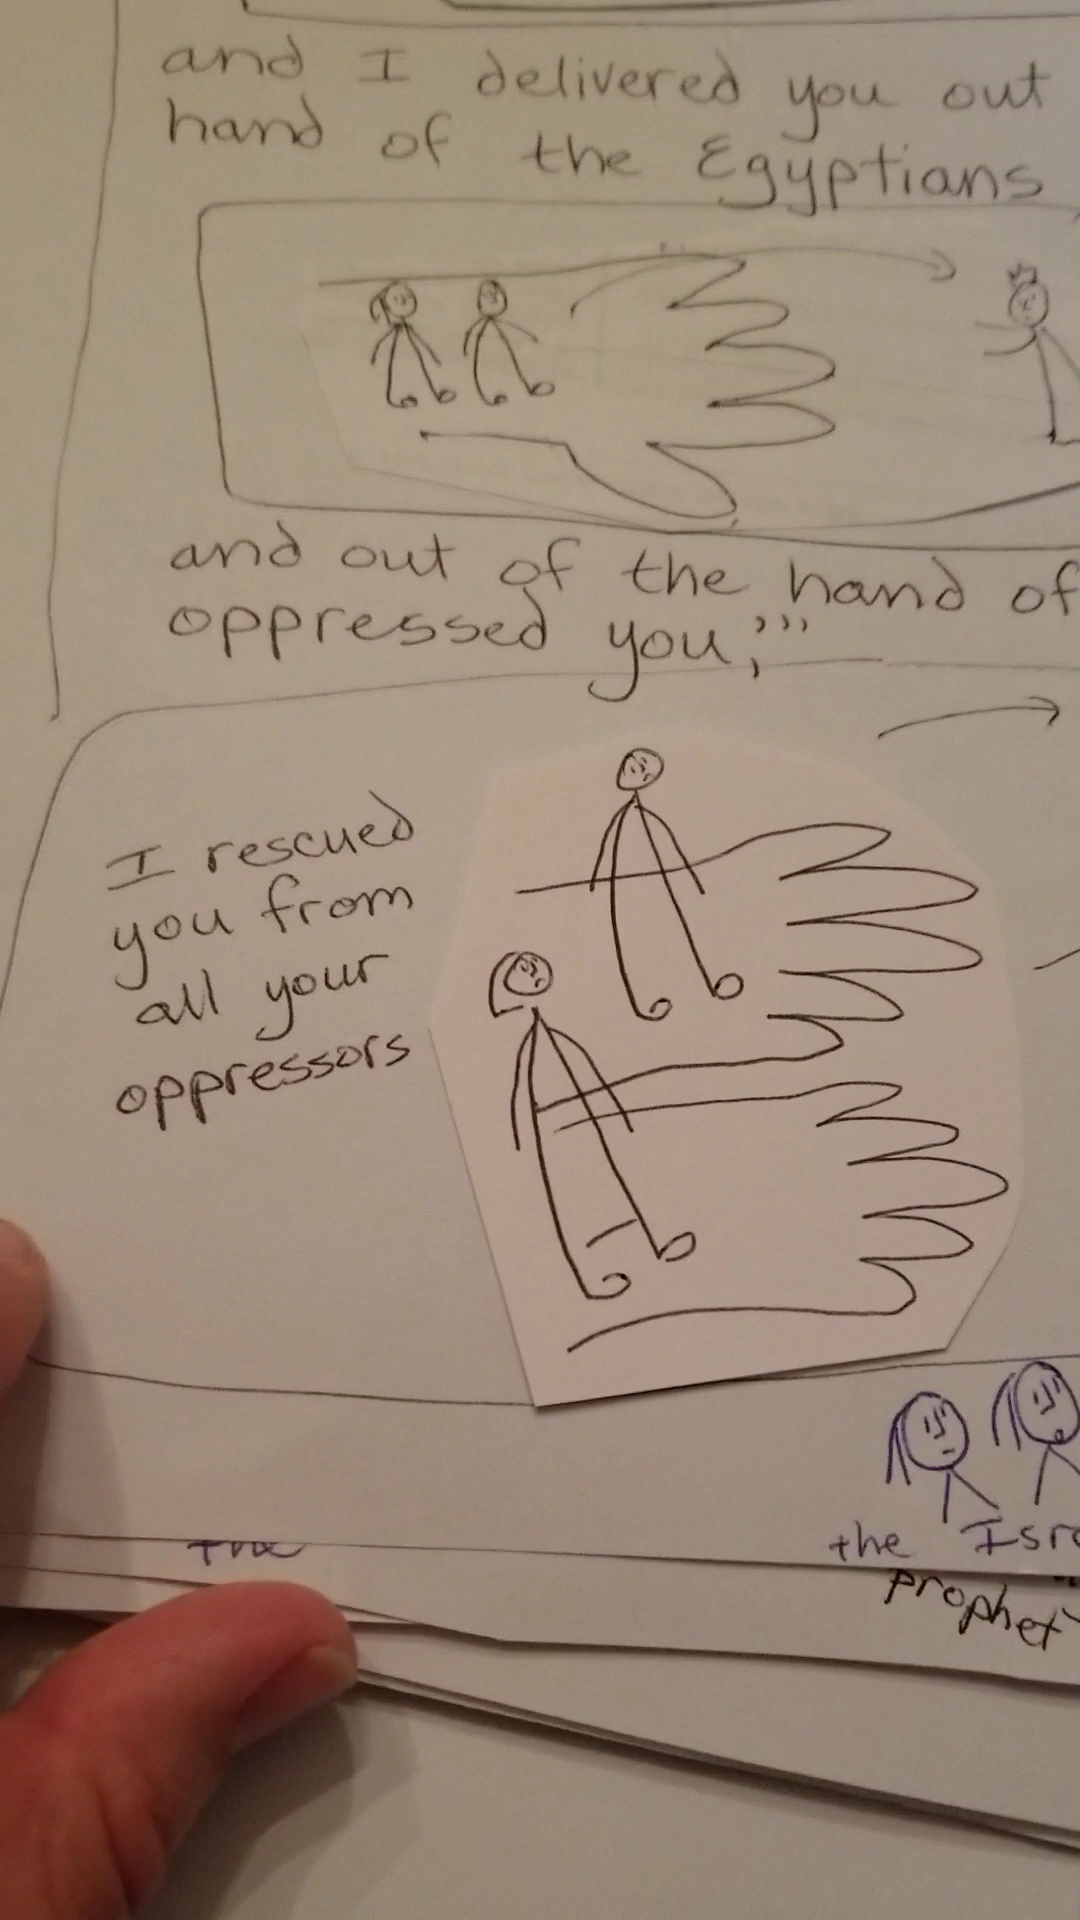 and I delivered you out
hand of the Egyptians
and out of the hand of
oppressed you;'"
I rescued
you from
all your
oppressors
the Isr
the
prophet